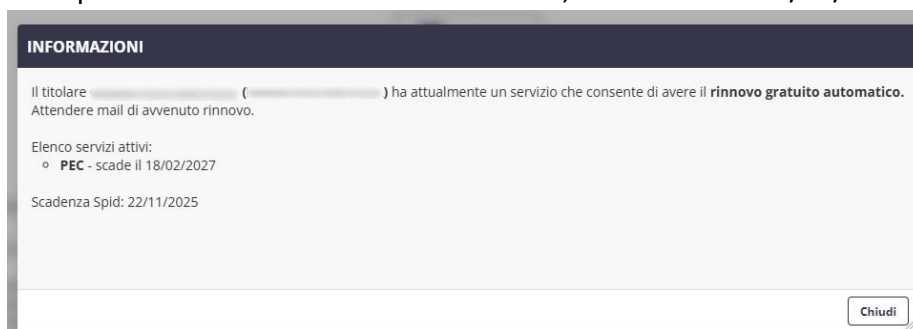 INFORMAZIONI
Il titolare ( ) ha attualmente un servizio che consente di avere il rinnovo gratuito automatico.
Attendere mail di avvenuto rinnovo.
Elenco servizi attivi:
PEC - scade il 18/02/2027
Scadenza Spid: 22/11/2025
Chiudi